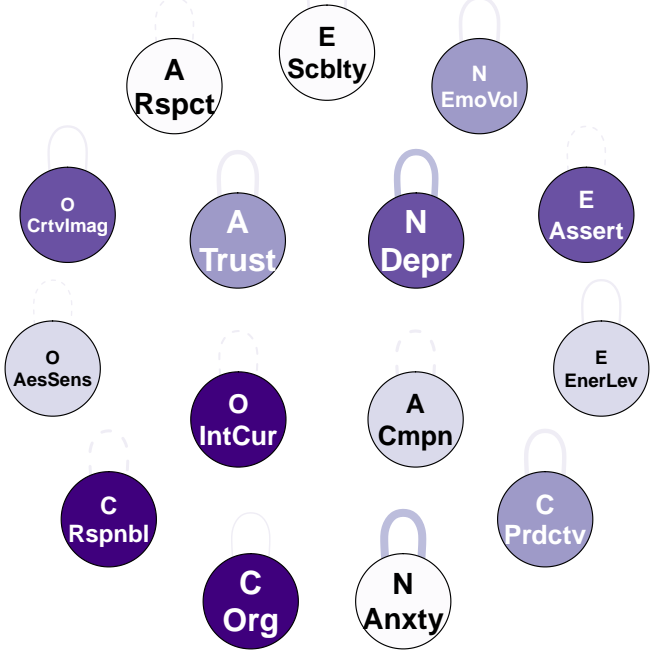 E
Scblty
A
Rspct
N
EmoVol
O
CrtvImag
A
Trust
N
Depr
E
Assert
O
AesSens
E
EnerLev
O
IntCur
A
Cmpn
C
Rspnbl
C
Prdctv
C
Org
N
Anxty